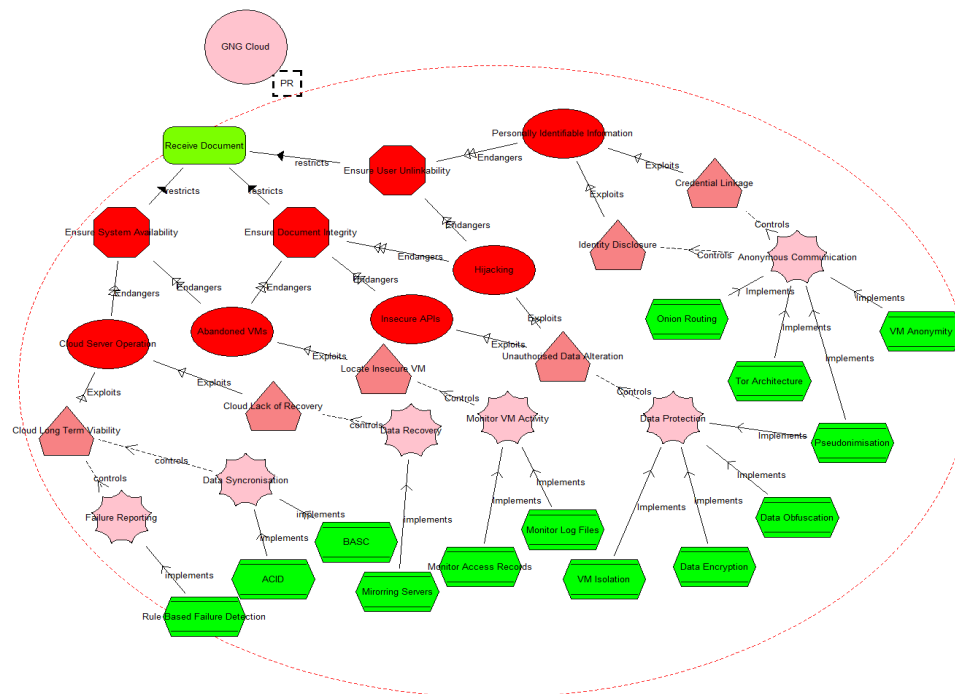 GNG Cloud
PR
Receive Document
restricts
restricts
restricts
Personally Identifiable Information
Endangers
Ensure User Unlinkability
Exploits
Credential Linkage
Exploits
Controls
Ensure System Availability
Ensure Document Integrity
Endangers
Identity Disclosure
Controls
Anonymous Communication
Endangers
Hijacking
Endangers
Endangers
Endangers
Endangers
Implements
Implements
Onion Routing
Insecure APIs
Exploits
Abandoned VMs
Implements
VM Anonymity
Cloud Server Operation
Exploits
Exploits
Unauthorised Data Alteration
Implements
Locate Insecure VM
Exploits
Exploits
Tor Architecture
Controls
Controls
Cloud Lack of Recovery
controls
Data Recovery
Monitor VM Activity
Data Protection
Cloud Long Term Viability
Implements
Pseudonimisation
controls
Data Syncronisation
controls
Implements
Implements
Implements
Implements
Implements
Failure Reporting
implements
implements
Data Obfuscation
Monitor Log Files
implements
BASC
Monitor Access Records
Data Encryption
implements
ACID
VM Isolation
Mirorring Servers
Rule Based Failure Detection